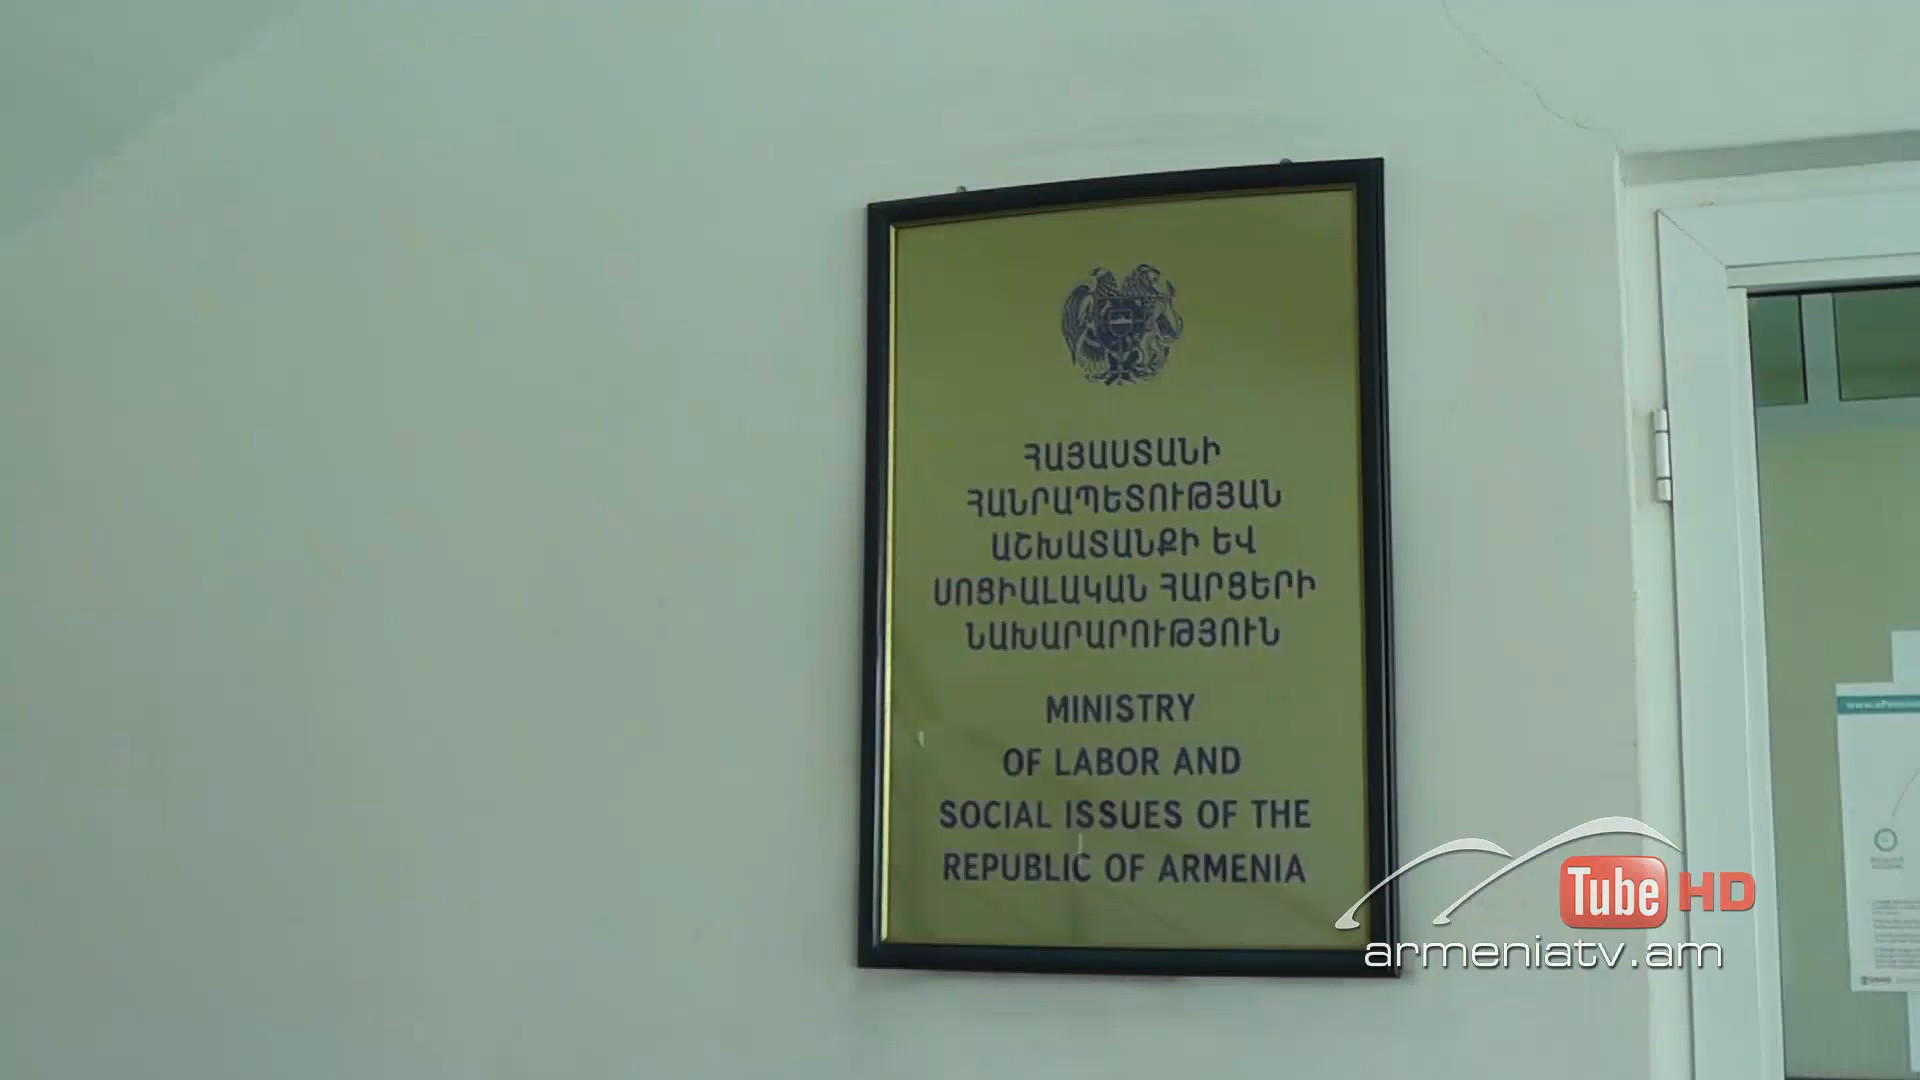 ՀԱՅԱՍՏԱՆԻ
ՀԱՆՐԱՊԵՏՈՒԹՅԱՆ
ԱՇԽԱՏԱՆՔԻ ԵՎ
ՍՈՑԻԱԼԱԿԱՆ ՀԱՐՑԵՐԻ
ՆԱԽԱՐԱՐՈՒԹՅՈՒՆ
MINISTRY
OF LABOR AND
SOCIAL ISSUES OF THE
REPUBLIC OF ARMENIA
Tube HD
armeniatv.am